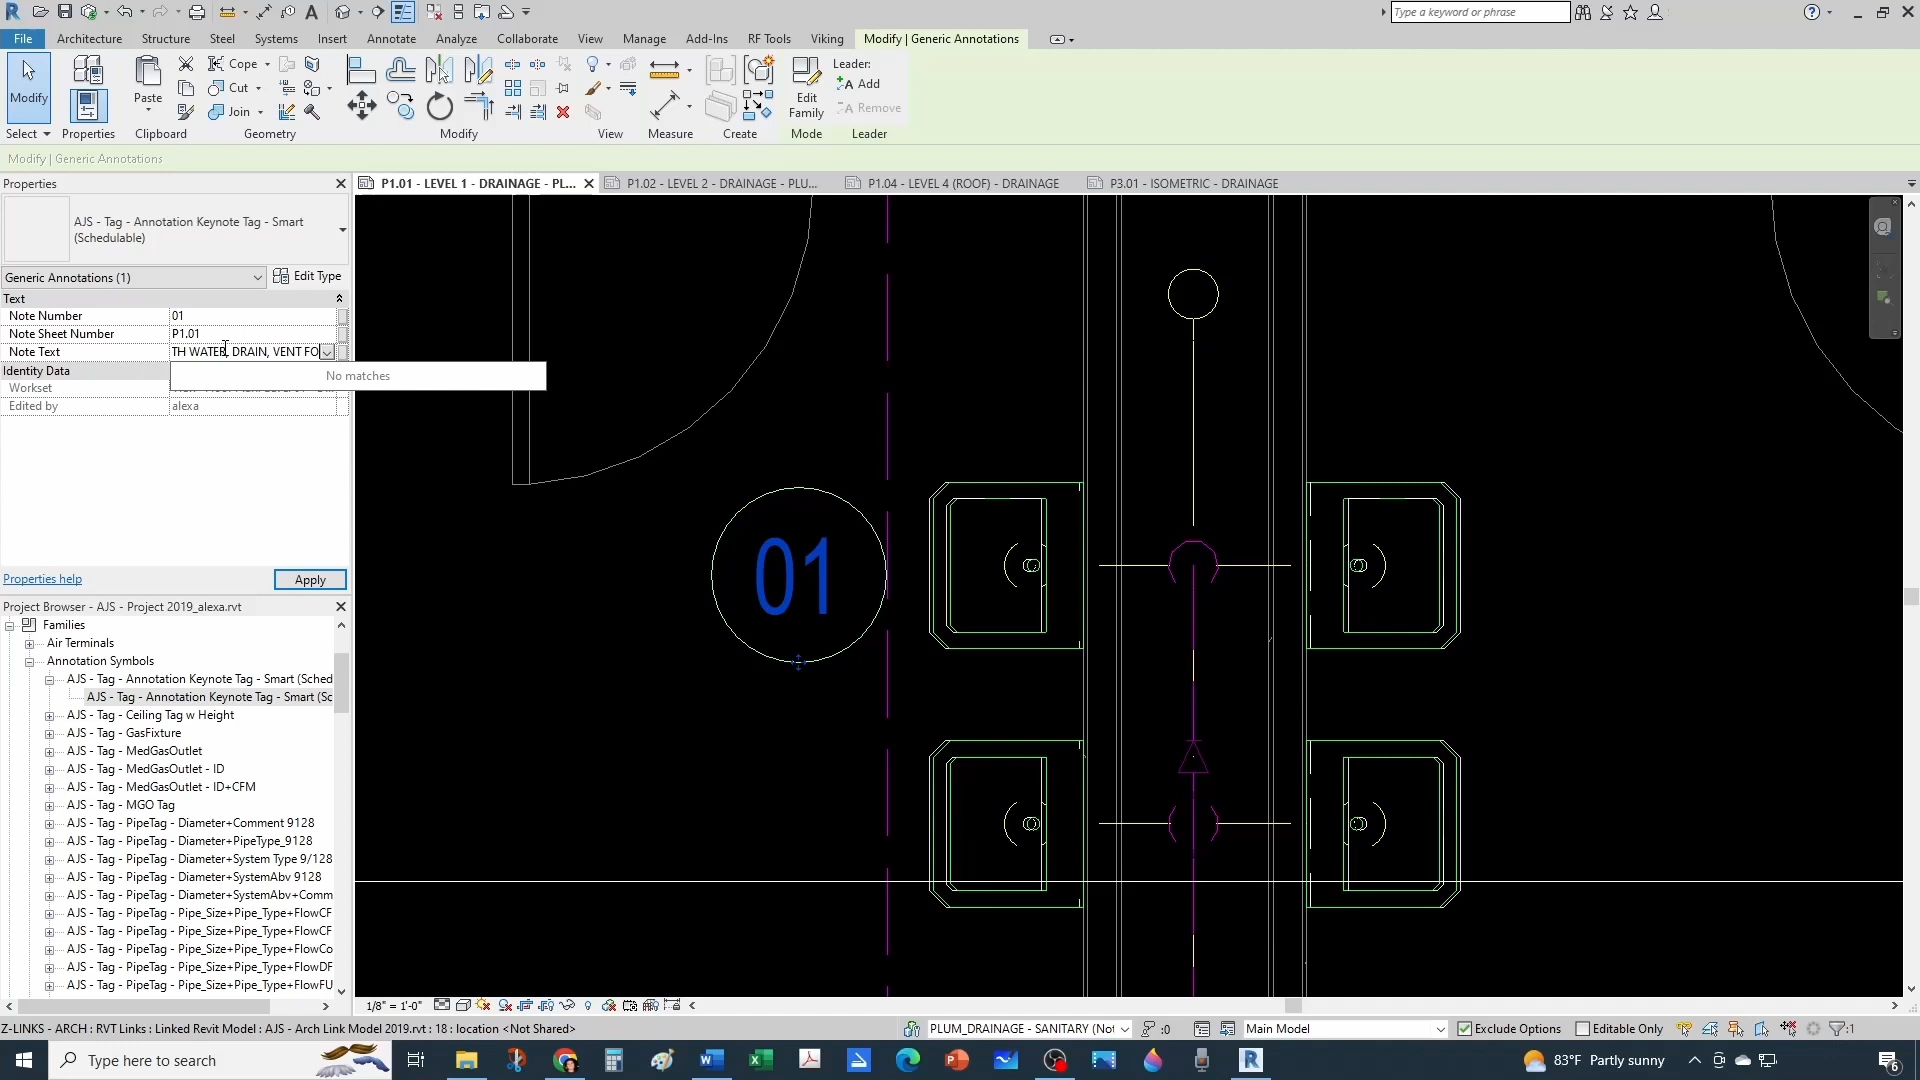 Type a keyword or phrase
File Architecture Structure Steel Systems Insert Annotate Analyze Collaborate View Manage Add-Ins RF Tools Viking Modify | Generic Annotations
Modify
Paste
Cope
Cut
Join
Edit
Family
Leader:
Add
Remove
Select Properties Clipboard Geometry Modify View Measure Create Mode Leader
Modify | Generic Annotations
Properties
P1.01 - LEVEL 1 - DRAINAGE - PL... P1.02 - LEVEL 2 - DRAINAGE - PLU... P1.04 - LEVEL 4 (ROOF) - DRAINAGE P3.01 - ISOMETRIC - DRAINAGE
AJS - Tag - Annotation Keynote Tag - Smart
(Schedulable)
Generic Annotations (1) Edit Type
Text
Note Number 01
Note Sheet Number P1.01
Note Text TH WATER, DRAIN, VENT FO
No matches
Identity Data
Workset
Edited by alexa
Properties help Apply
01
Project Browser - AJS - Project 2019_alexa.rvt
Families
Air Terminals
Annotation Symbols
AJS - Tag - Annotation Keynote Tag - Smart (Sched
AJS - Tag - Annotation Keynote Tag - Smart (Sc
AJS - Tag - Ceiling Tag w Height
AJS - Tag - GasFixture
AJS - Tag - MedGasOutlet
AJS - Tag - MedGasOutlet - ID
AJS - Tag - MedGasOutlet - ID+CFM
AJS - Tag - MGO Tag
AJS - Tag - PipeTag - Diameter+Comment 9128
AJS - Tag - PipeTag - Diameter+PipeType_9128
AJS - Tag - PipeTag - Diameter+System Type 9/128
AJS - Tag - PipeTag - Diameter+SystemAbv 9128
AJS - Tag - PipeTag - Diameter+SystemAbv+Comm
AJS - Tag - PipeTag - Pipe_Size+Pipe_Type+FlowCF
AJS - Tag - PipeTag - Pipe_Size+Pipe_Type+FlowCF
AJS - Tag - PipeTag - Pipe_Size+Pipe_Type+FlowCo
AJS - Tag - PipeTag - Pipe_Size+Pipe_Type+FlowDF
AJS - Tag - PipeTag - Pipe_Size+Pipe_Type+FlowFU
1/8" = 1'-0"
Z-LINKS - ARCH : RVT Links : Linked Revit Model : AJS - Arch Link Model 2019.rvt : 18 : location <Not Shared> PLUM_DRAINAGE - SANITARY (Not :0 Main Model Exclude Options Editable Only :1
Type here to search 83°F Partly sunny 6